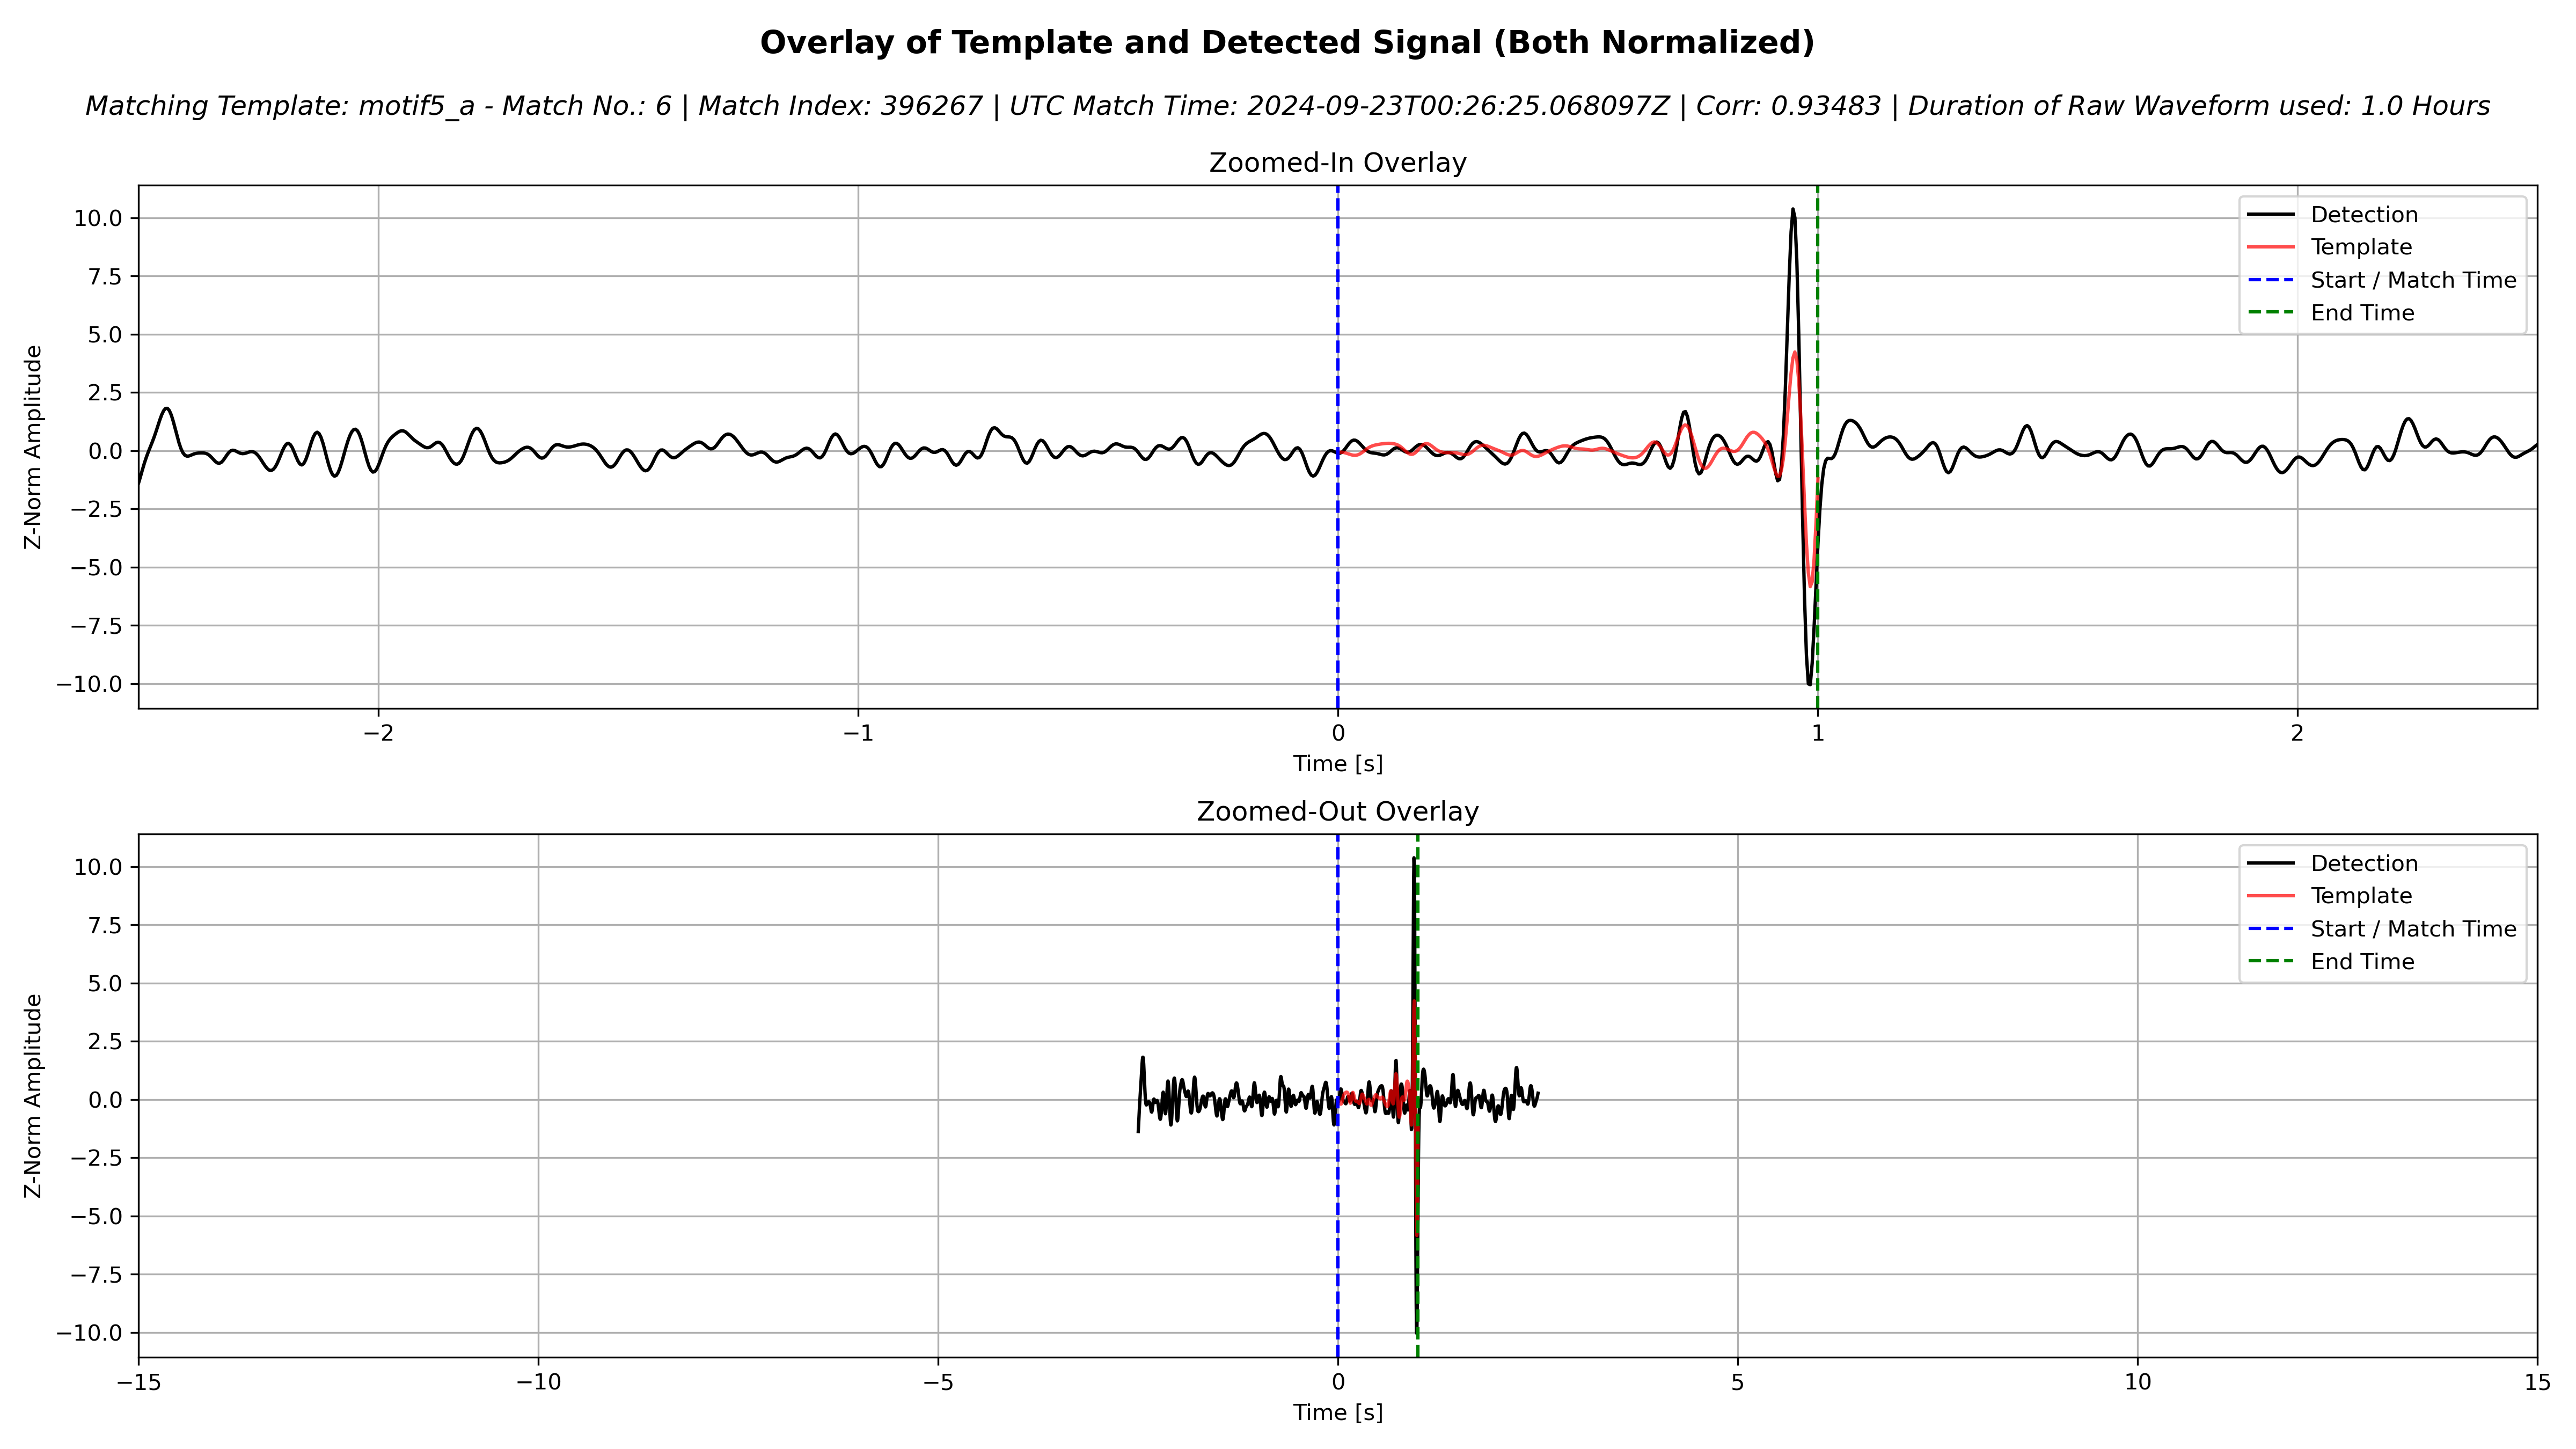 Overlay of Template and Detected Signal (Both Normalized)
Matching Template: motif5_a - Match No.: 6 | Match Index: 396267 | UTC Match Time: 2024-09-23T00:26:25.068097Z | Corr: 0.93483 | Duration of Raw Waveform used: 1.0 Hours
Zoomed-In Overlay
Z-Norm Amplitude
10.0
7.5
5.0
2.5
0.0
−2.5
−5.0
−7.5
−10.0
Detection
Template
Start / Match Time
End Time
−2
−1
0
1
2
Time [s]
Zoomed-Out Overlay
Z-Norm Amplitude
10.0
7.5
5.0
2.5
0.0
−2.5
−5.0
−7.5
−10.0
Detection
Template
Start / Match Time
End Time
−15
−10
−5
0
5
10
15
Time [s]